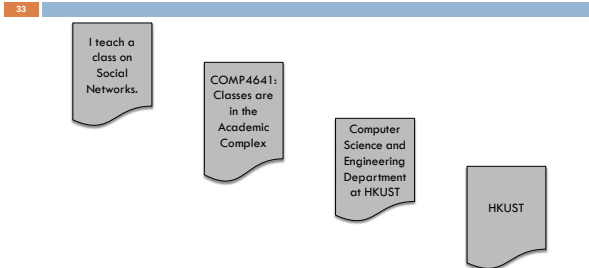 33
I teach a
class on
Social
Networks.
COMP4641:
Classes are
in the
Academic
Complex
Computer
Science and
Engineering
Department
at HKUST
HKUST